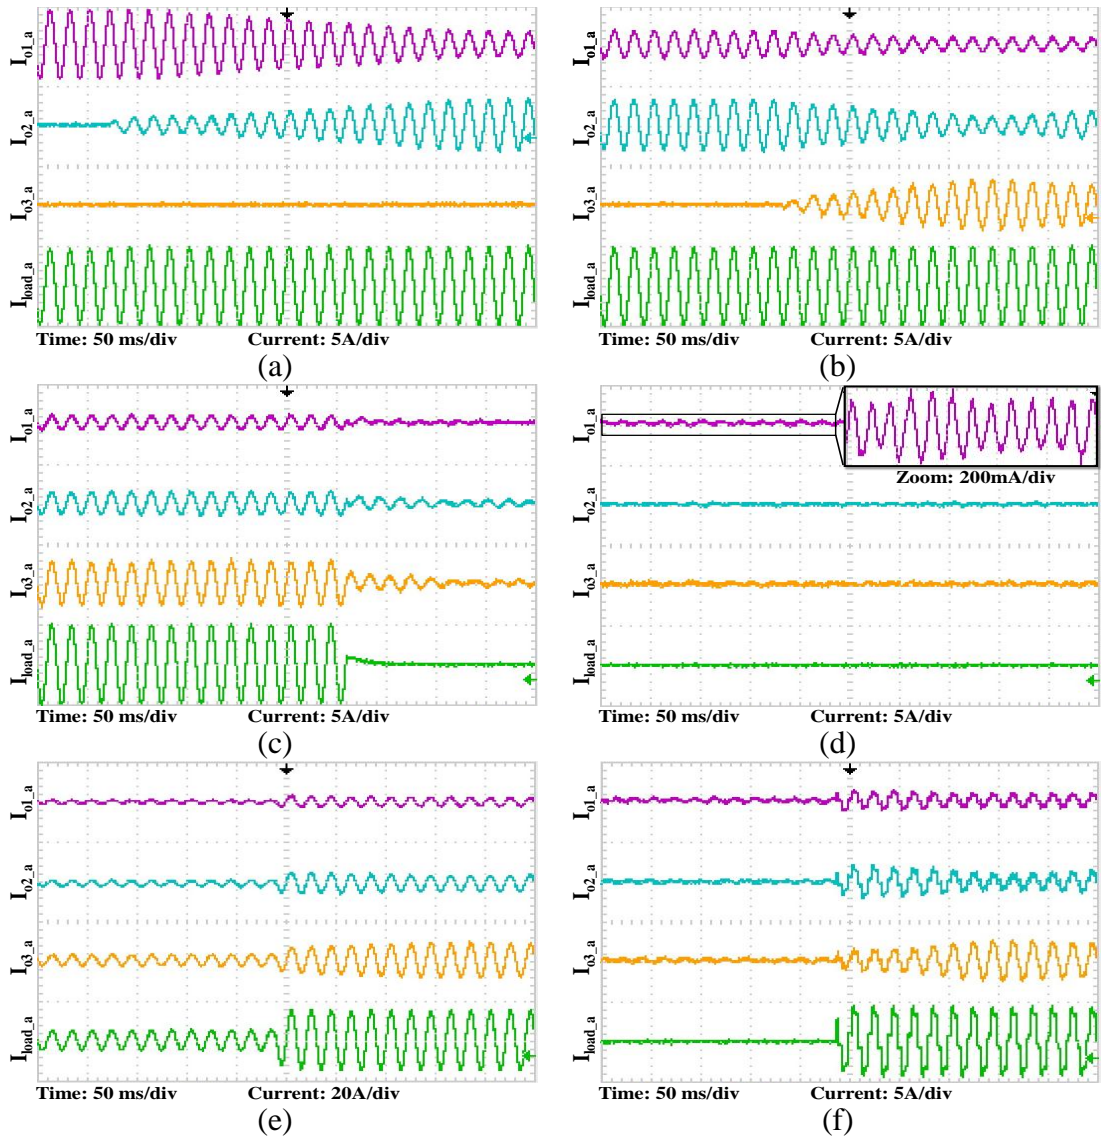 I_o1_a
I_o2_a
I_o3_a
I_load_a
Time: 50 ms/div Current: 5A/div
(a)
I_o1_a
I_o2_a
I_o3_a
I_load_a
Time: 50 ms/div Current: 5A/div
(b)
I_o1_a
I_o2_a
I_o3_a
I_load_a
Time: 50 ms/div Current: 5A/div
(c)
I_o1_a
Zoom: 200mA/div
I_o2_a
I_o3_a
I_load_a
Time: 50 ms/div Current: 5A/div
(d)
I_o1_a
I_o2_a
I_o3_a
I_load_a
Time: 50 ms/div Current: 20A/div
(e)
I_o1_a
I_o2_a
I_o3_a
I_load_a
Time: 50 ms/div Current: 5A/div
(f)